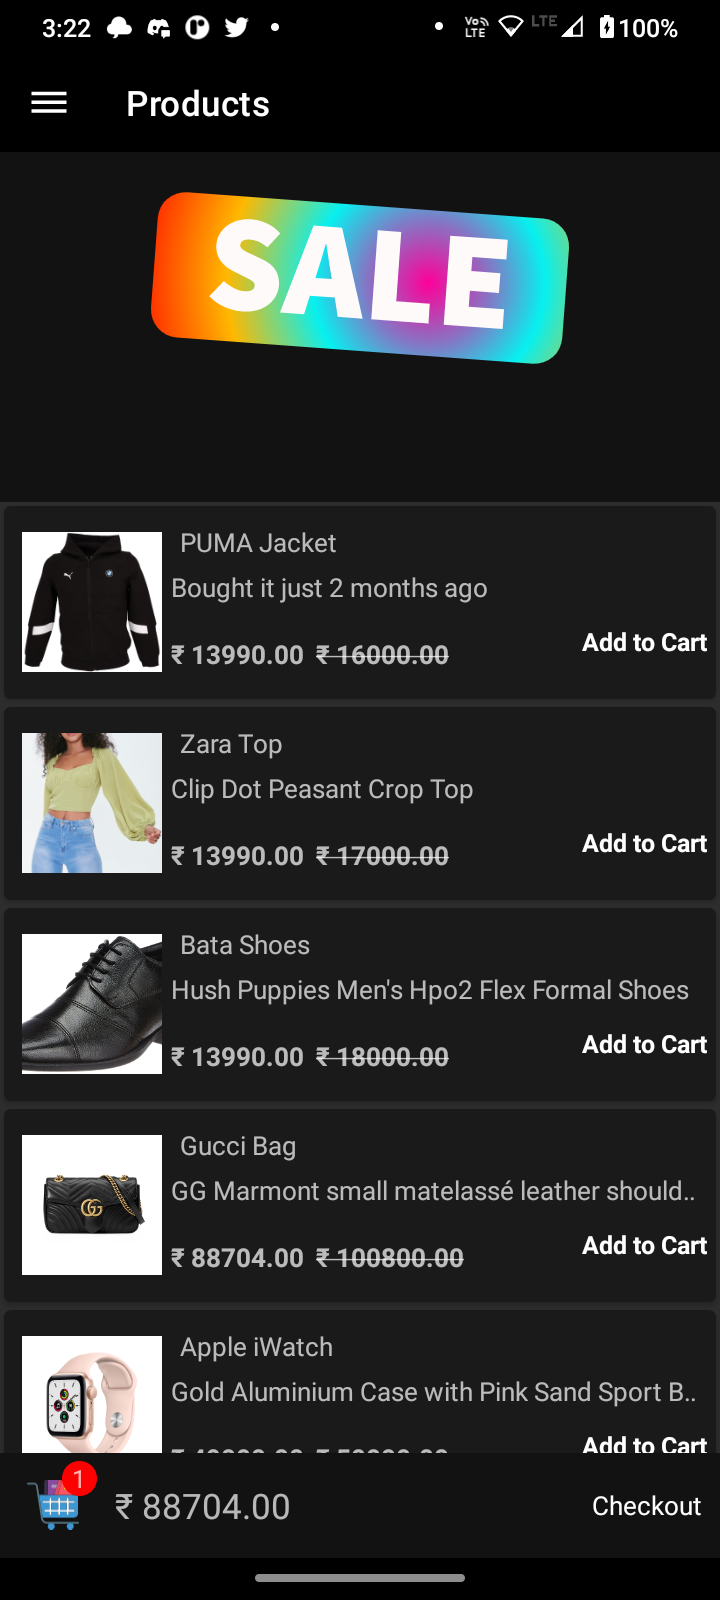 3:22 Vo LTE LTE 100%
Products
SALE
PUMA Jacket
Bought it just 2 months ago
₹ 13990.00 ₹ 16000.00 Add to Cart
Zara Top
Clip Dot Peasant Crop Top
₹ 13990.00 ₹ 17000.00 Add to Cart
Bata Shoes
Hush Puppies Men's Hpo2 Flex Formal Shoes
₹ 13990.00 ₹ 18000.00 Add to Cart
Gucci Bag
GG Marmont small matelassé leather should..
₹ 88704.00 ₹ 100800.00 Add to Cart
Apple iWatch
Gold Aluminium Case with Pink Sand Sport B..
Add to Cart
1 ₹ 88704.00 Checkout